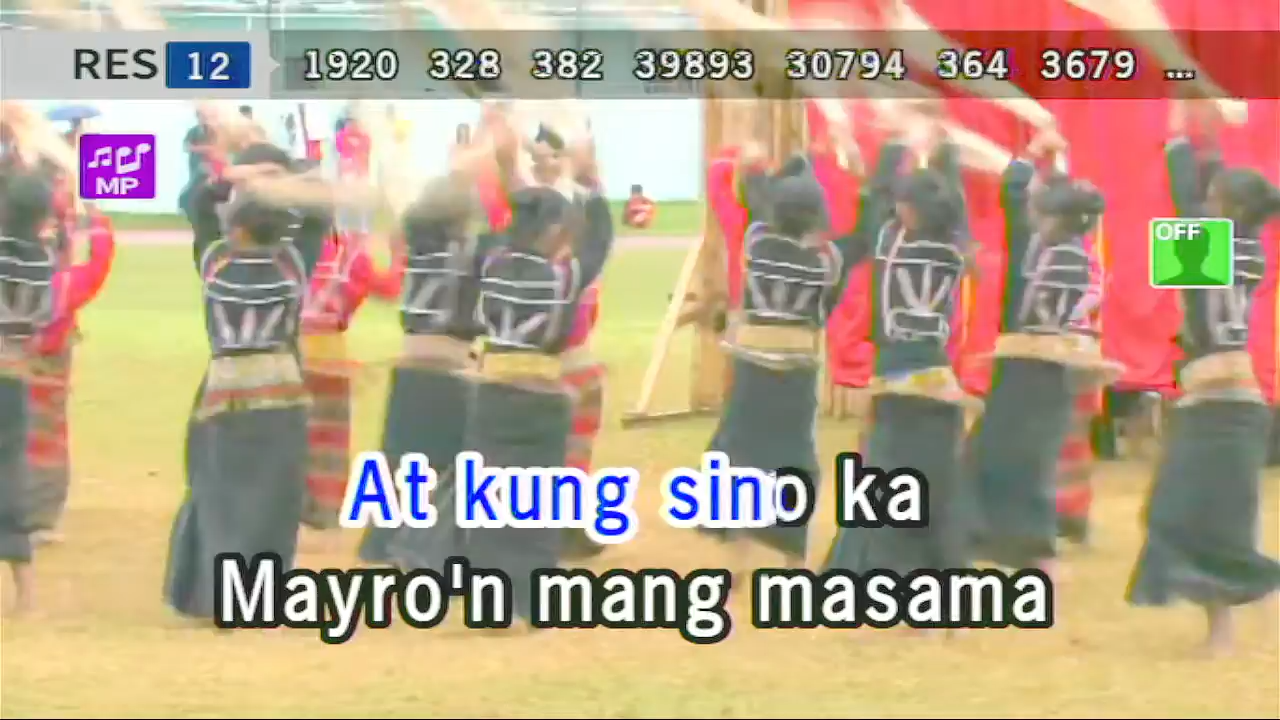 RES 12 1920 328 382 39893 30794 364 3679 ...
MP
OFF
At kung sino ka
Mayro'n mang masama